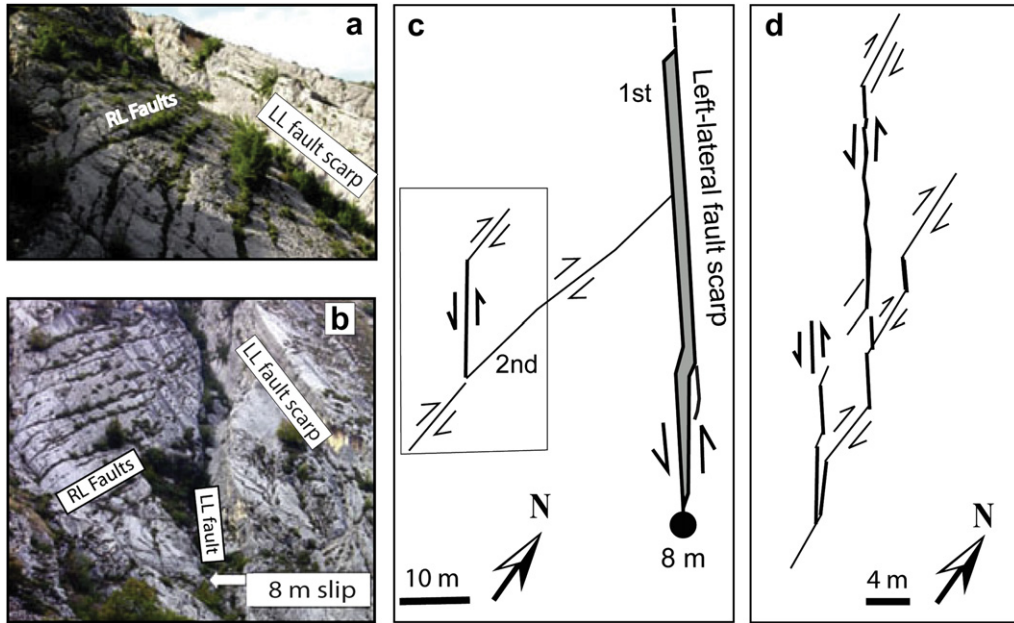 a
RL Faults
LL fault scarp
b
LL fault scarp
RL Faults
LL fault
8 m slip
c
1st
Left-lateral fault scarp
2nd
N
10 m
8 m
d
N
4 m